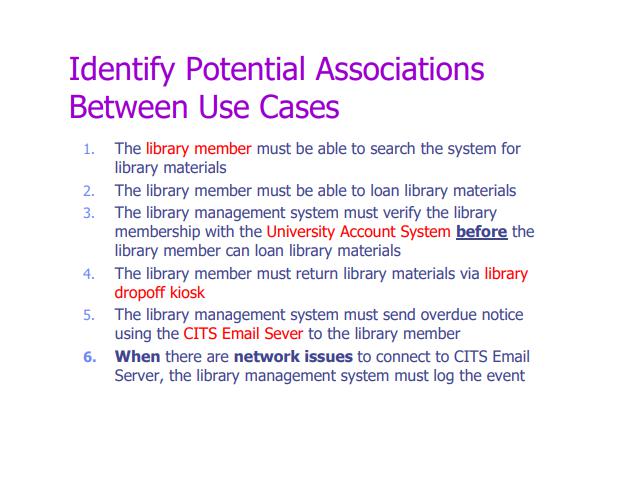 Identify Potential Associations
Between Use Cases
1. The library member must be able to search the system for
library materials
2. The library member must be able to loan library materials
3. The library management system must verify the library
membership with the University Account System before the
library member can loan library materials
4. The library member must return library materials via library
dropoff kiosk
5. The library management system must send overdue notice
using the CITS Email Sever to the library member
6. When there are network issues to connect to CITS Email
Server, the library management system must log the event